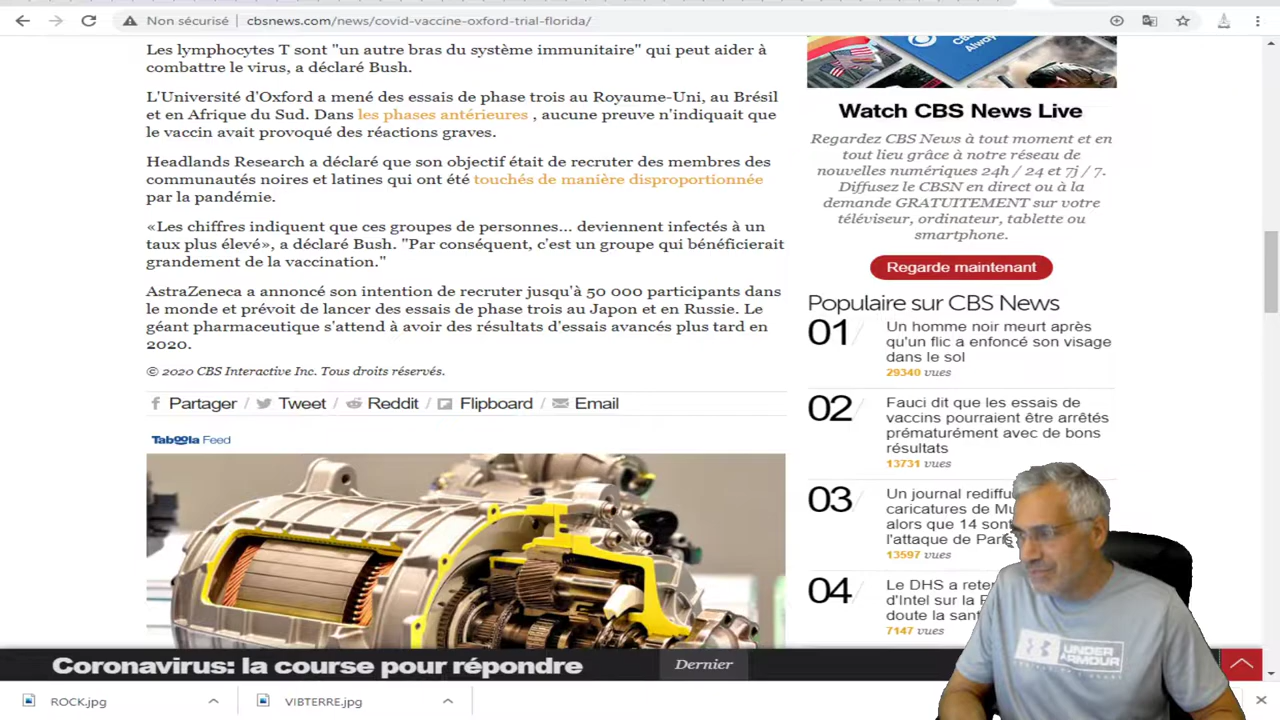 Non sécurisé
cbsnews.com/news/covid-vaccine-oxford-trial-florida/
Les lymphocytes T sont "un autre bras du système immunitaire" qui peut aider à
combattre le virus, a déclaré Bush.
L'Université d'Oxford a mené des essais de phase trois au Royaume-Uni, au Brésil
et en Afrique du Sud. Dans les phases antérieures , aucune preuve n'indiquait que
le vaccin avait provoqué des réactions graves.
Headlands Research a déclaré que son objectif était de recruter des membres des
communautés noires et latines qui ont été touchés de manière disproportionnée
par la pandémie.
«Les chiffres indiquent que ces groupes de personnes... deviennent infectés à un
taux plus élevé», a déclaré Bush. "Par conséquent, c'est un groupe qui bénéficierait
grandement de la vaccination."
AstraZeneca a annoncé son intention de recruter jusqu'à 50 000 participants dans
le monde et prévoit de lancer des essais de phase trois au Japon et en Russie. Le
géant pharmaceutique s'attend à avoir des résultats d'essais avancés plus tard en
2020.
© 2020 CBS Interactive Inc. Tous droits réservés.
Partager / Tweet / Reddit / Flipboard / Email
Taboola Feed
Always
Watch CBS News Live
Regardez CBS News à tout moment et en
tout lieu grâce à notre réseau de
nouvelles numériques 24h / 24 et 7j / 7.
Diffusez le CBSN en direct ou à la
demande GRATUITEMENT sur votre
téléviseur, ordinateur, tablette ou
smartphone.
Regarde maintenant
Populaire sur CBS News
01/
Un homme noir meurt après
qu'un flic a enfoncé son visage
dans le sol
29340 vues
02/
Fauci dit que les essais de
vaccins pourraient être arrêtés
prématurément avec de bons
résultats
13731 vues
03/
Un journal rediffu
caricatures de Mu
alors que 14 sont
l'attaque de Paris
13597 vues
04/
Le DHS a reten
d'Intel sur la
doute la sant
7147 vues
UNDER
ARMOUR
Coronavirus: la course pour répondre
Dernier
ROCK.jpg
VIBTERRE.jpg